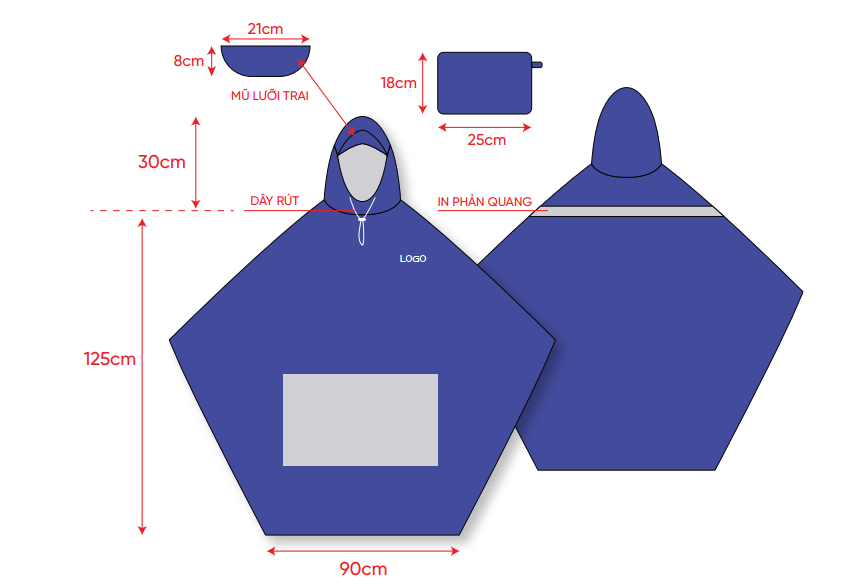 21cm
8cm
MŨ LƯỠI TRAI
18cm
25cm
30cm
DÂY RÚT
IN PHẢN QUANG
LOGO
125cm
90cm